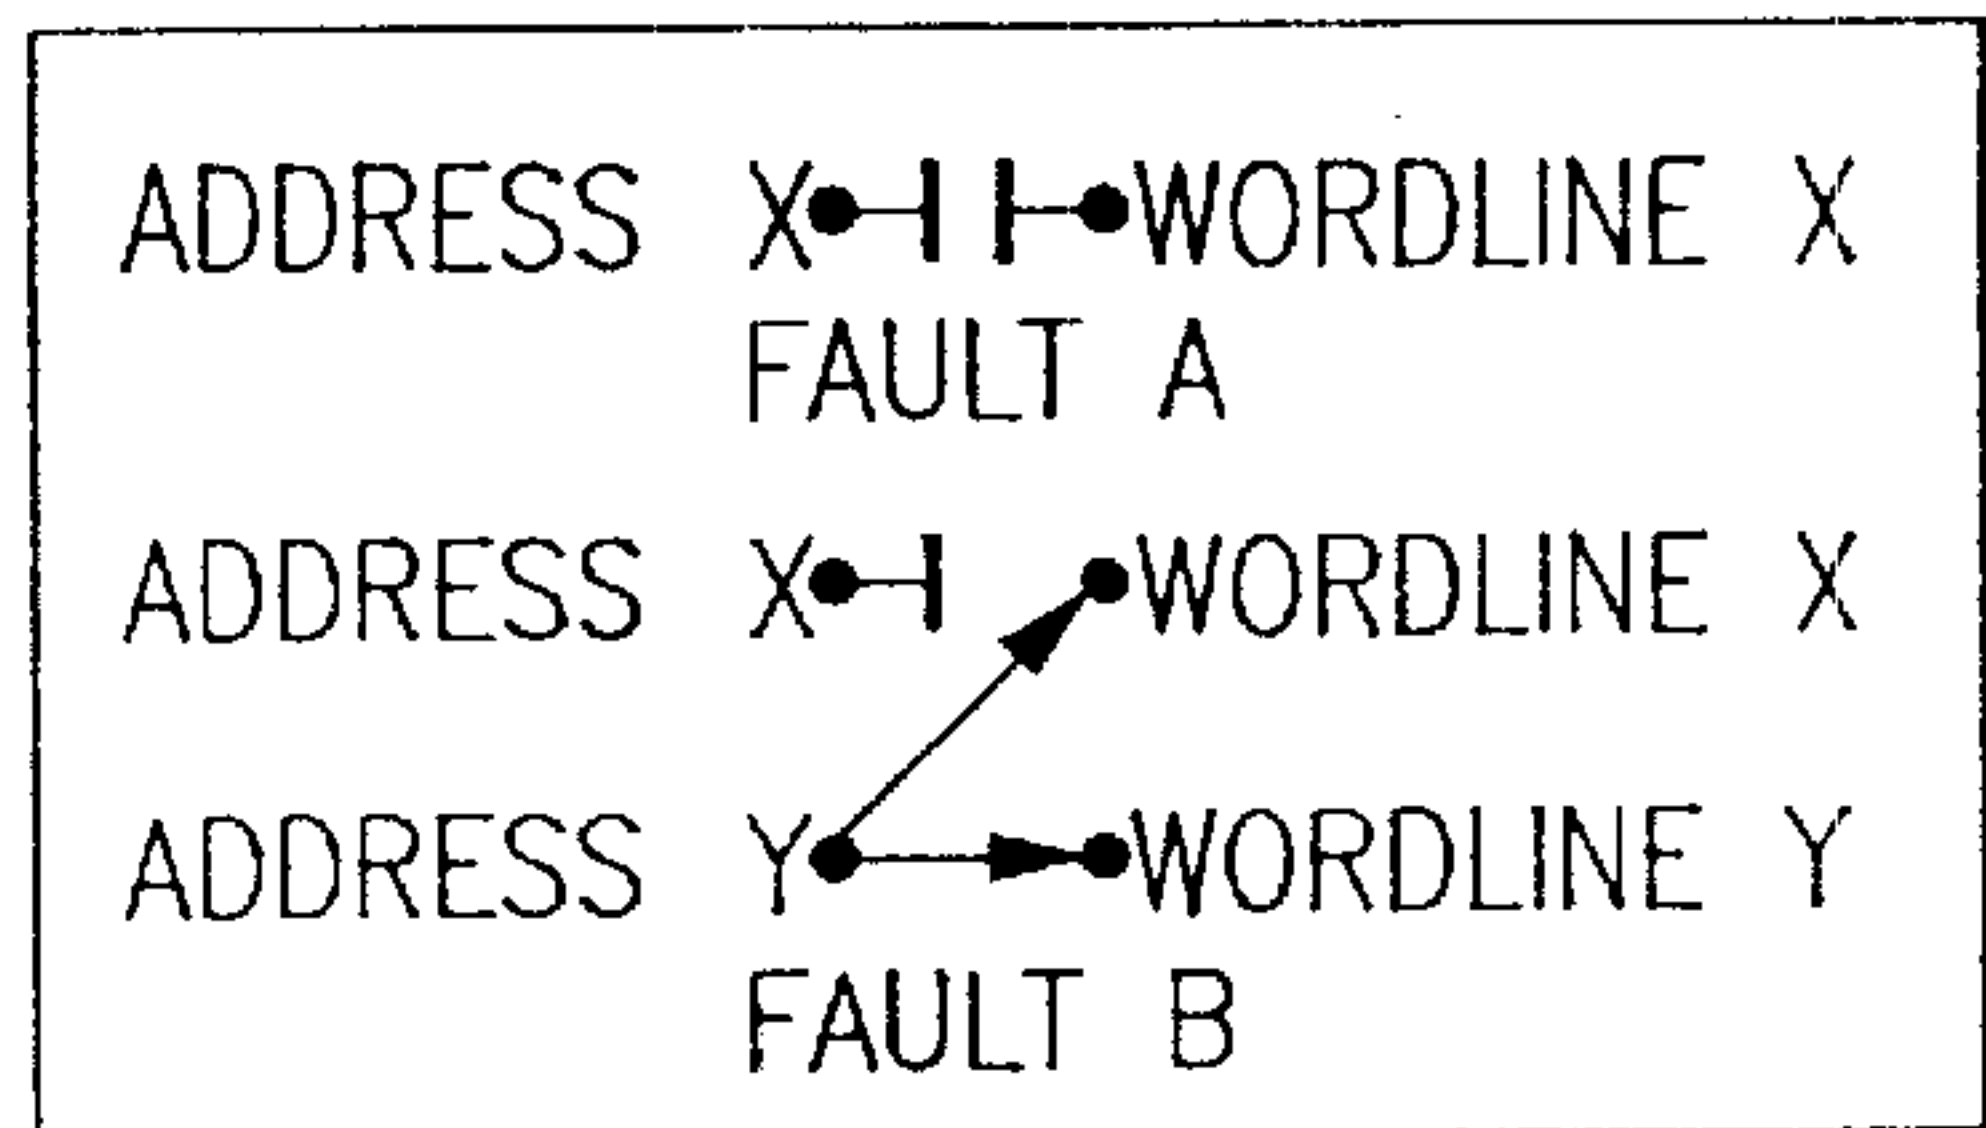 ADDRESS X WORDLINE X
FAULT A
ADDRESS X WORDLINE X
ADDRESS Y WORDLINE Y
FAULT B